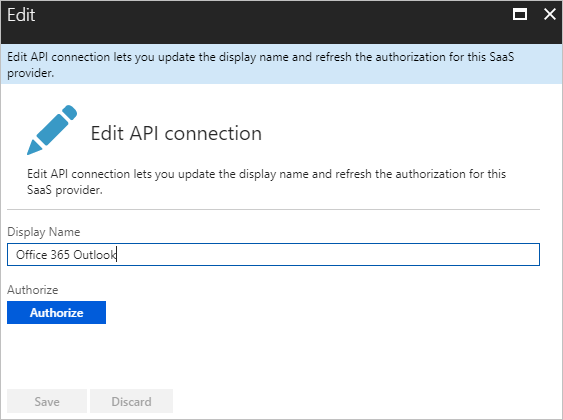 Edit
Edit API connection lets you update the display name and refresh the authorization for this SaaS
provider.
Edit API connection
Edit API connection lets you update the display name and refresh the authorization for this
SaaS provider.
Display Name
Office 365 Outlook
Authorize
Authorize
Save Discard